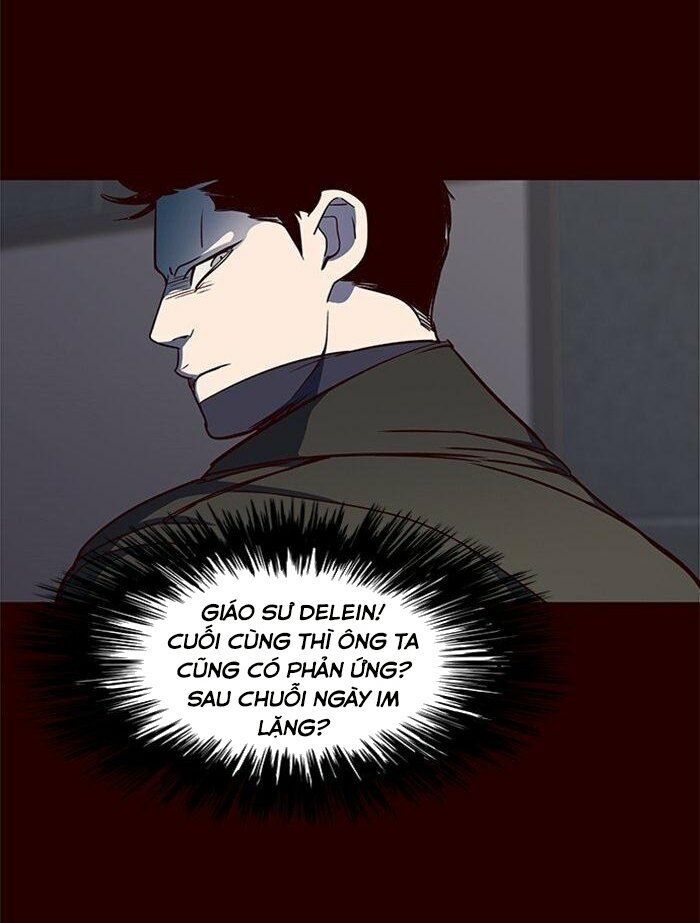 GIÁO SƯ DELEIN!
CUỐI CÙNG THÌ ÔNG TA
CŨNG CÓ PHẢN ỨNG?
SAU CHUỖI NGÀY IM
LẶNG?